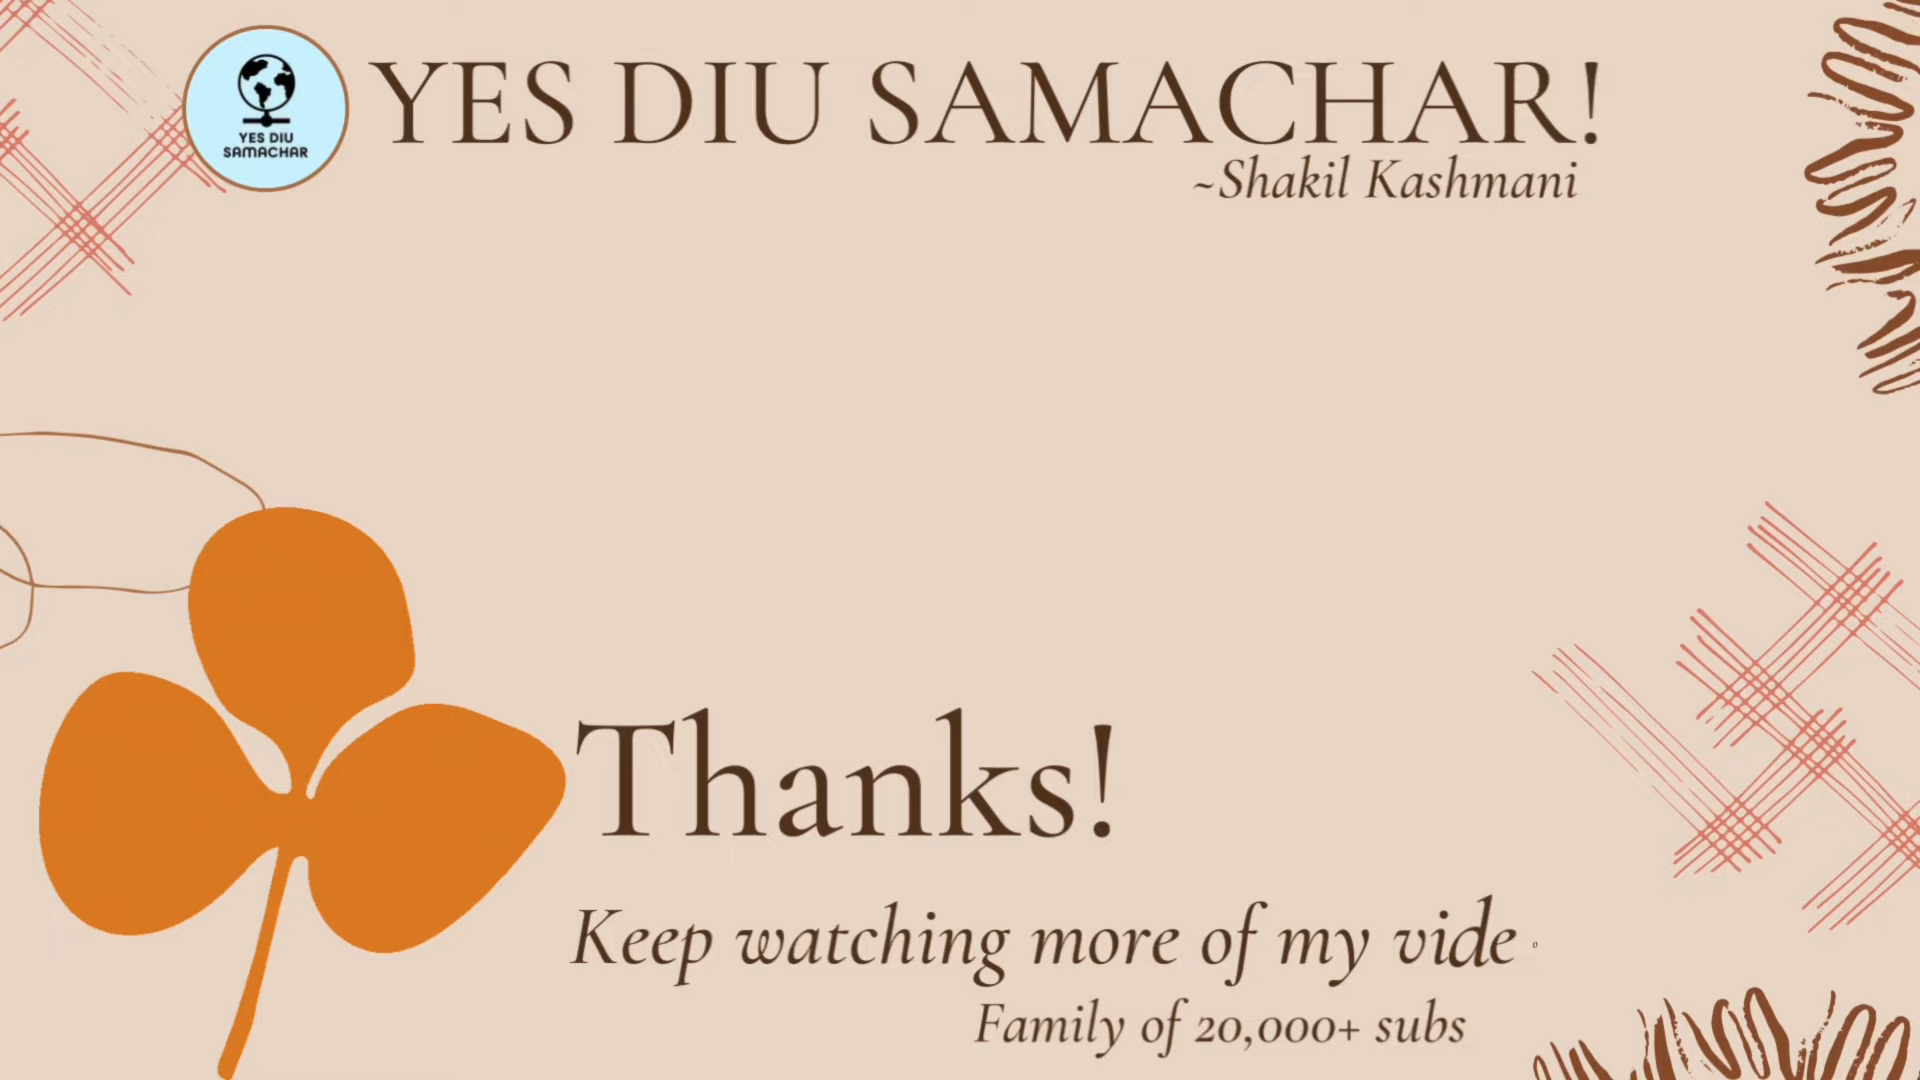 YES DIU SAMACHAR!
YES DIU
SAMACHAR
~Shakil Kashmani
Thanks!
Keep watching more of my vide o
Family of 20,000+ subs